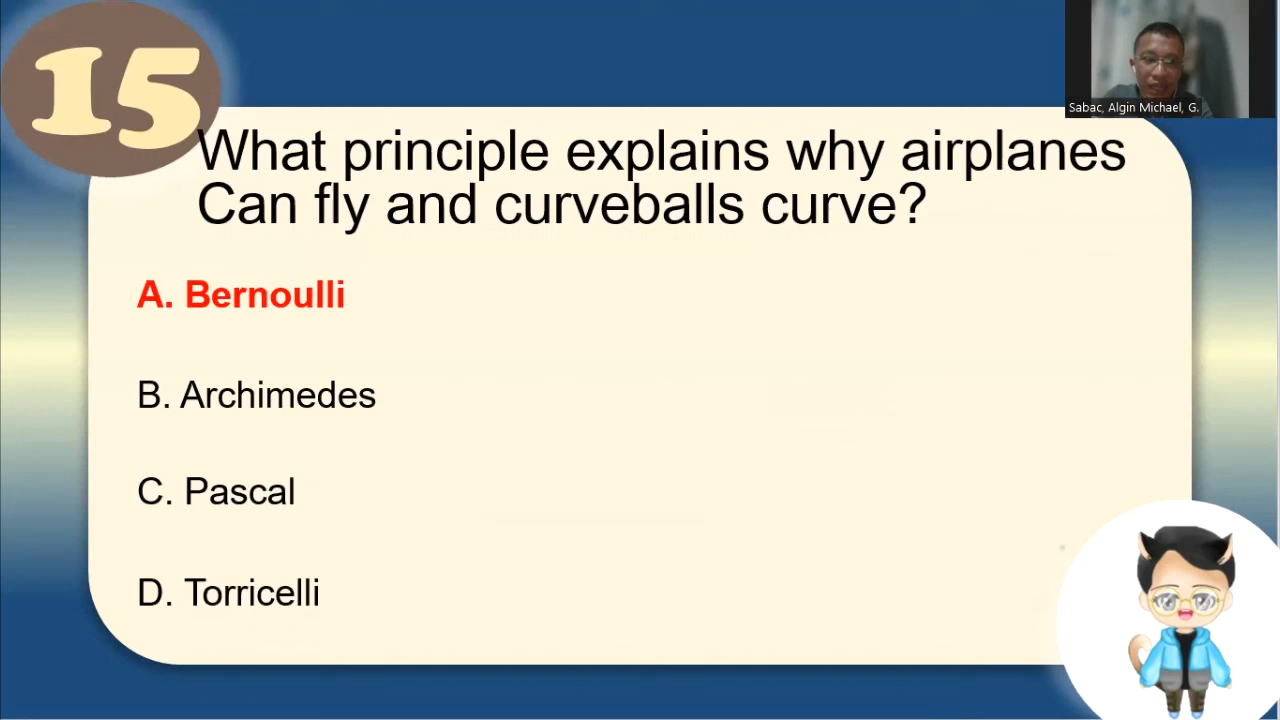 15
Sabac, Algin Michael, G.
What principle explains why airplanes
Can fly and curveballs curve?
A. Bernoulli
B. Archimedes
C. Pascal
D. Torricelli